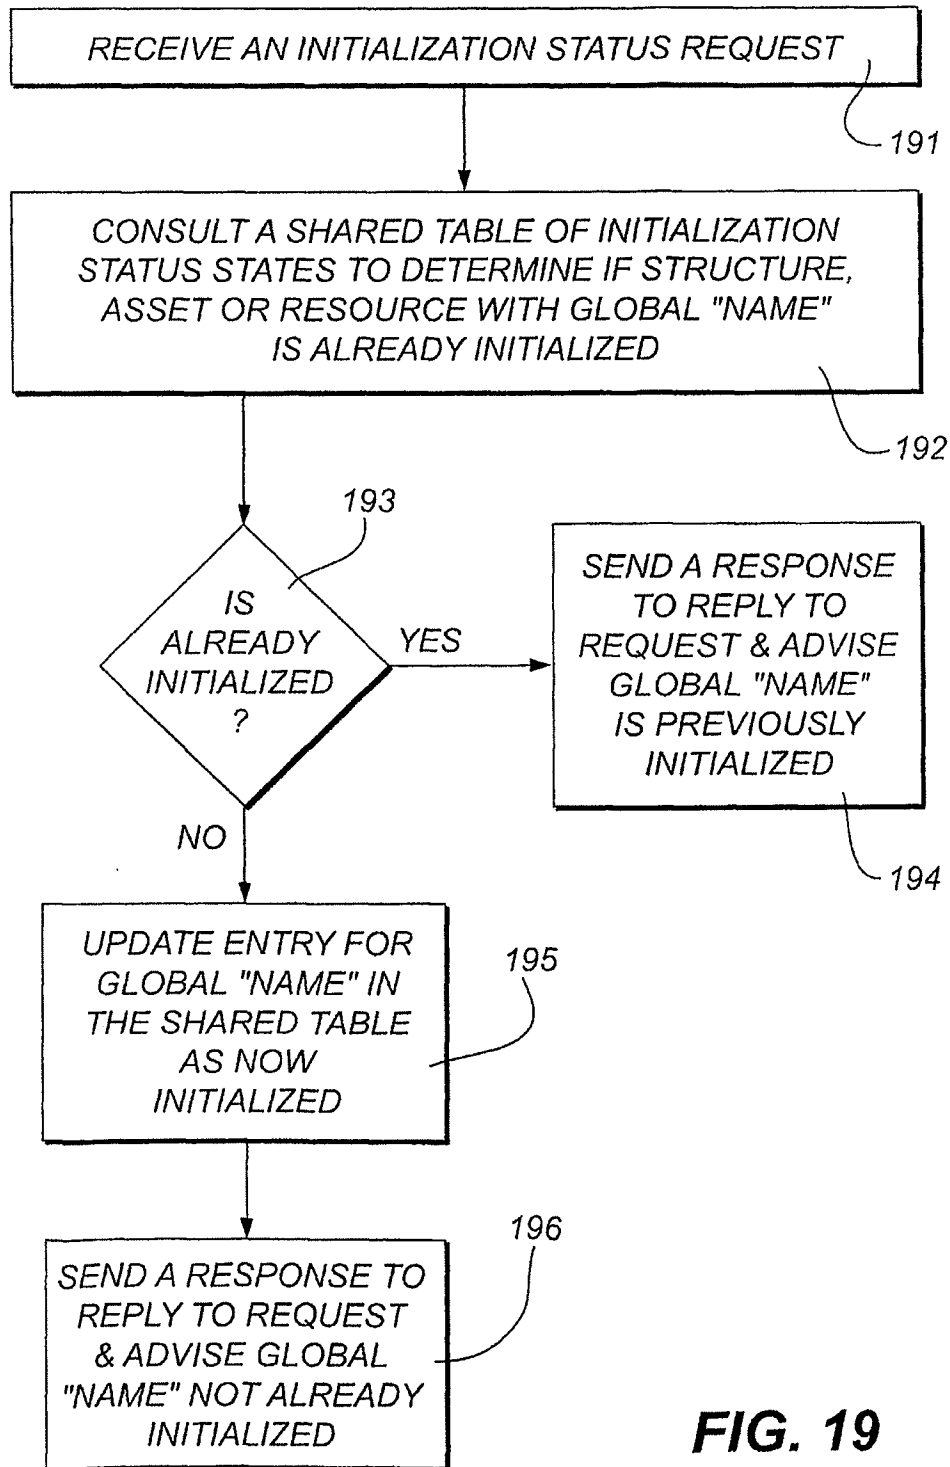 RECEIVE AN INITIALIZATION STATUS REQUEST
191
CONSULT A SHARED TABLE OF INITIALIZATION
STATUS STATES TO DETERMINE IF STRUCTURE,
ASSET OR RESOURCE WITH GLOBAL "NAME"
IS ALREADY INITIALIZED
192
193
IS
ALREADY
INITIALIZED
?
YES
SEND A RESPONSE
TO REPLY TO
REQUEST & ADVISE
GLOBAL "NAME"
IS PREVIOUSLY
INITIALIZED
194
NO
UPDATE ENTRY FOR
GLOBAL "NAME" IN
THE SHARED TABLE
AS NOW
INITIALIZED
195
196
SEND A RESPONSE TO
REPLY TO REQUEST
& ADVISE GLOBAL
"NAME" NOT ALREADY
INITIALIZED
FIG. 19